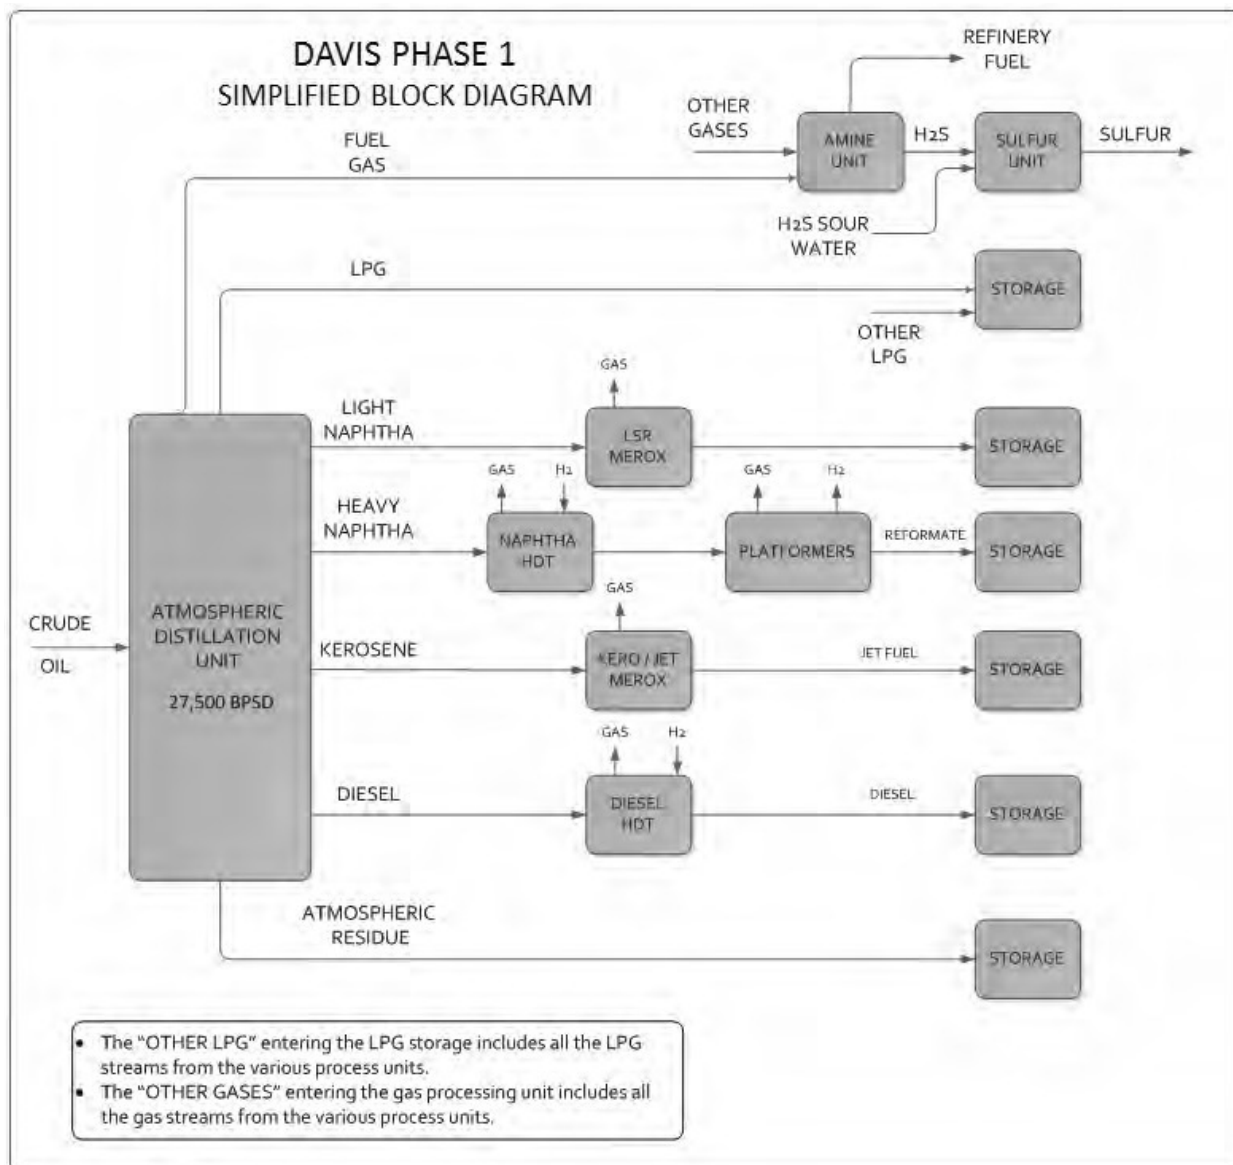 DAVIS PHASE 1
SIMPLIFIED BLOCK DIAGRAM
REFINERY
FUEL
OTHER
GASES
AMINE
UNIT
H2S
SULFUR
UNIT
SULFUR
FUEL
GAS
H2S SOUR
WATER
LPG
STORAGE
OTHER
LPG
GAS
LIGHT
NAPHTHA
LSR
MEROX
STORAGE
GAS
H2
GAS
H2
HEAVY
NAPHTHA
NAPHTHA
HDT
PLATFORMERS
REFORMATE
STORAGE
GAS
CRUDE
OIL
ATMOSPHERIC
DISTILLATION
UNIT
27,500 BPSD
KEROSENE
KERO / JET
MEROX
JET FUEL
STORAGE
GAS
H2
DIESEL
DIESEL
HDT
DIESEL
STORAGE
ATMOSPHERIC
RESIDUE
STORAGE
• The "OTHER LPG" entering the LPG storage includes all the LPG
streams from the various process units.
• The "OTHER GASES" entering the gas processing unit includes all
the gas streams from the various process units.